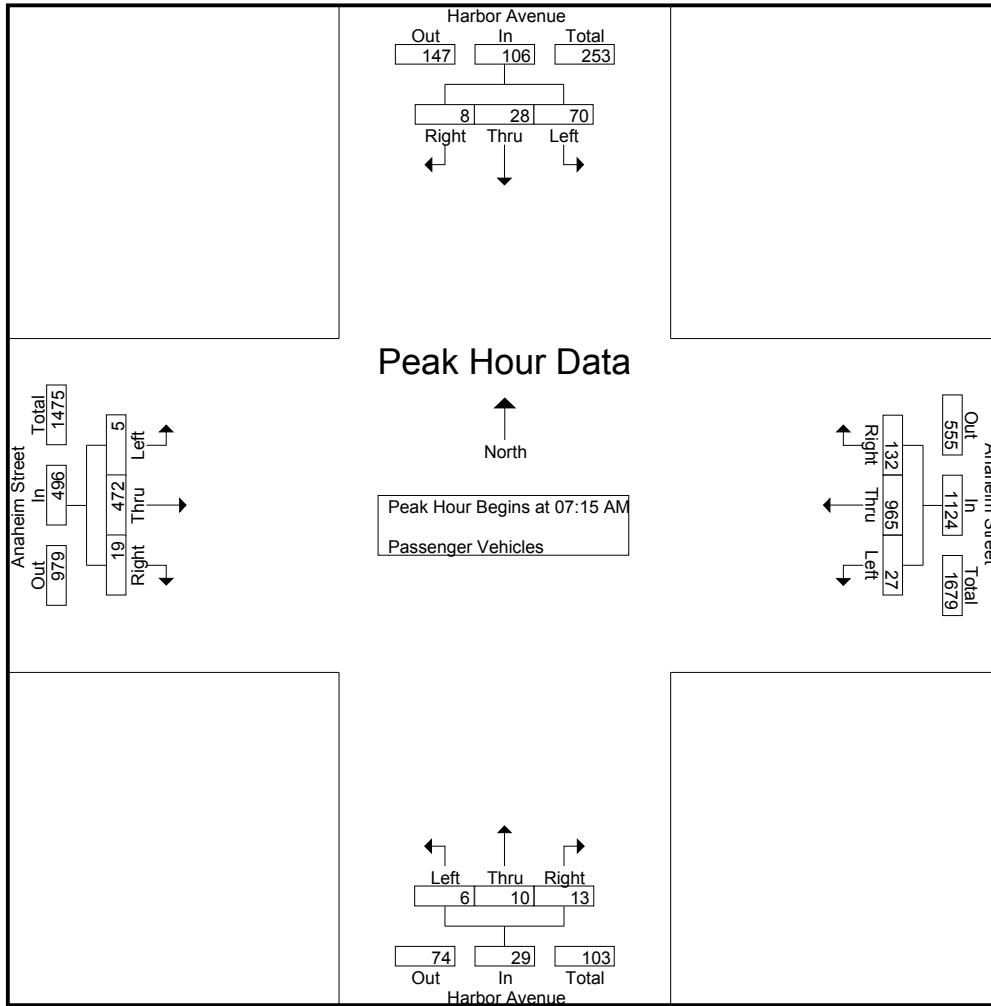 Harbor Avenue
Out In Total
147 106 253
8 28 70
Right Thru Left
Peak Hour Data
North
Peak Hour Begins at 07:15 AM
Passenger Vehicles
Anaheim Street
Total In Out
1475 496 979
5 472 19
Left Thru Right
Anaheim Street
Out In Total
555 1124 1679
132 965 27
Right Thru Left
Left Thru Right
6 10 13
74 29 103
Out In Total
Harbor Avenue